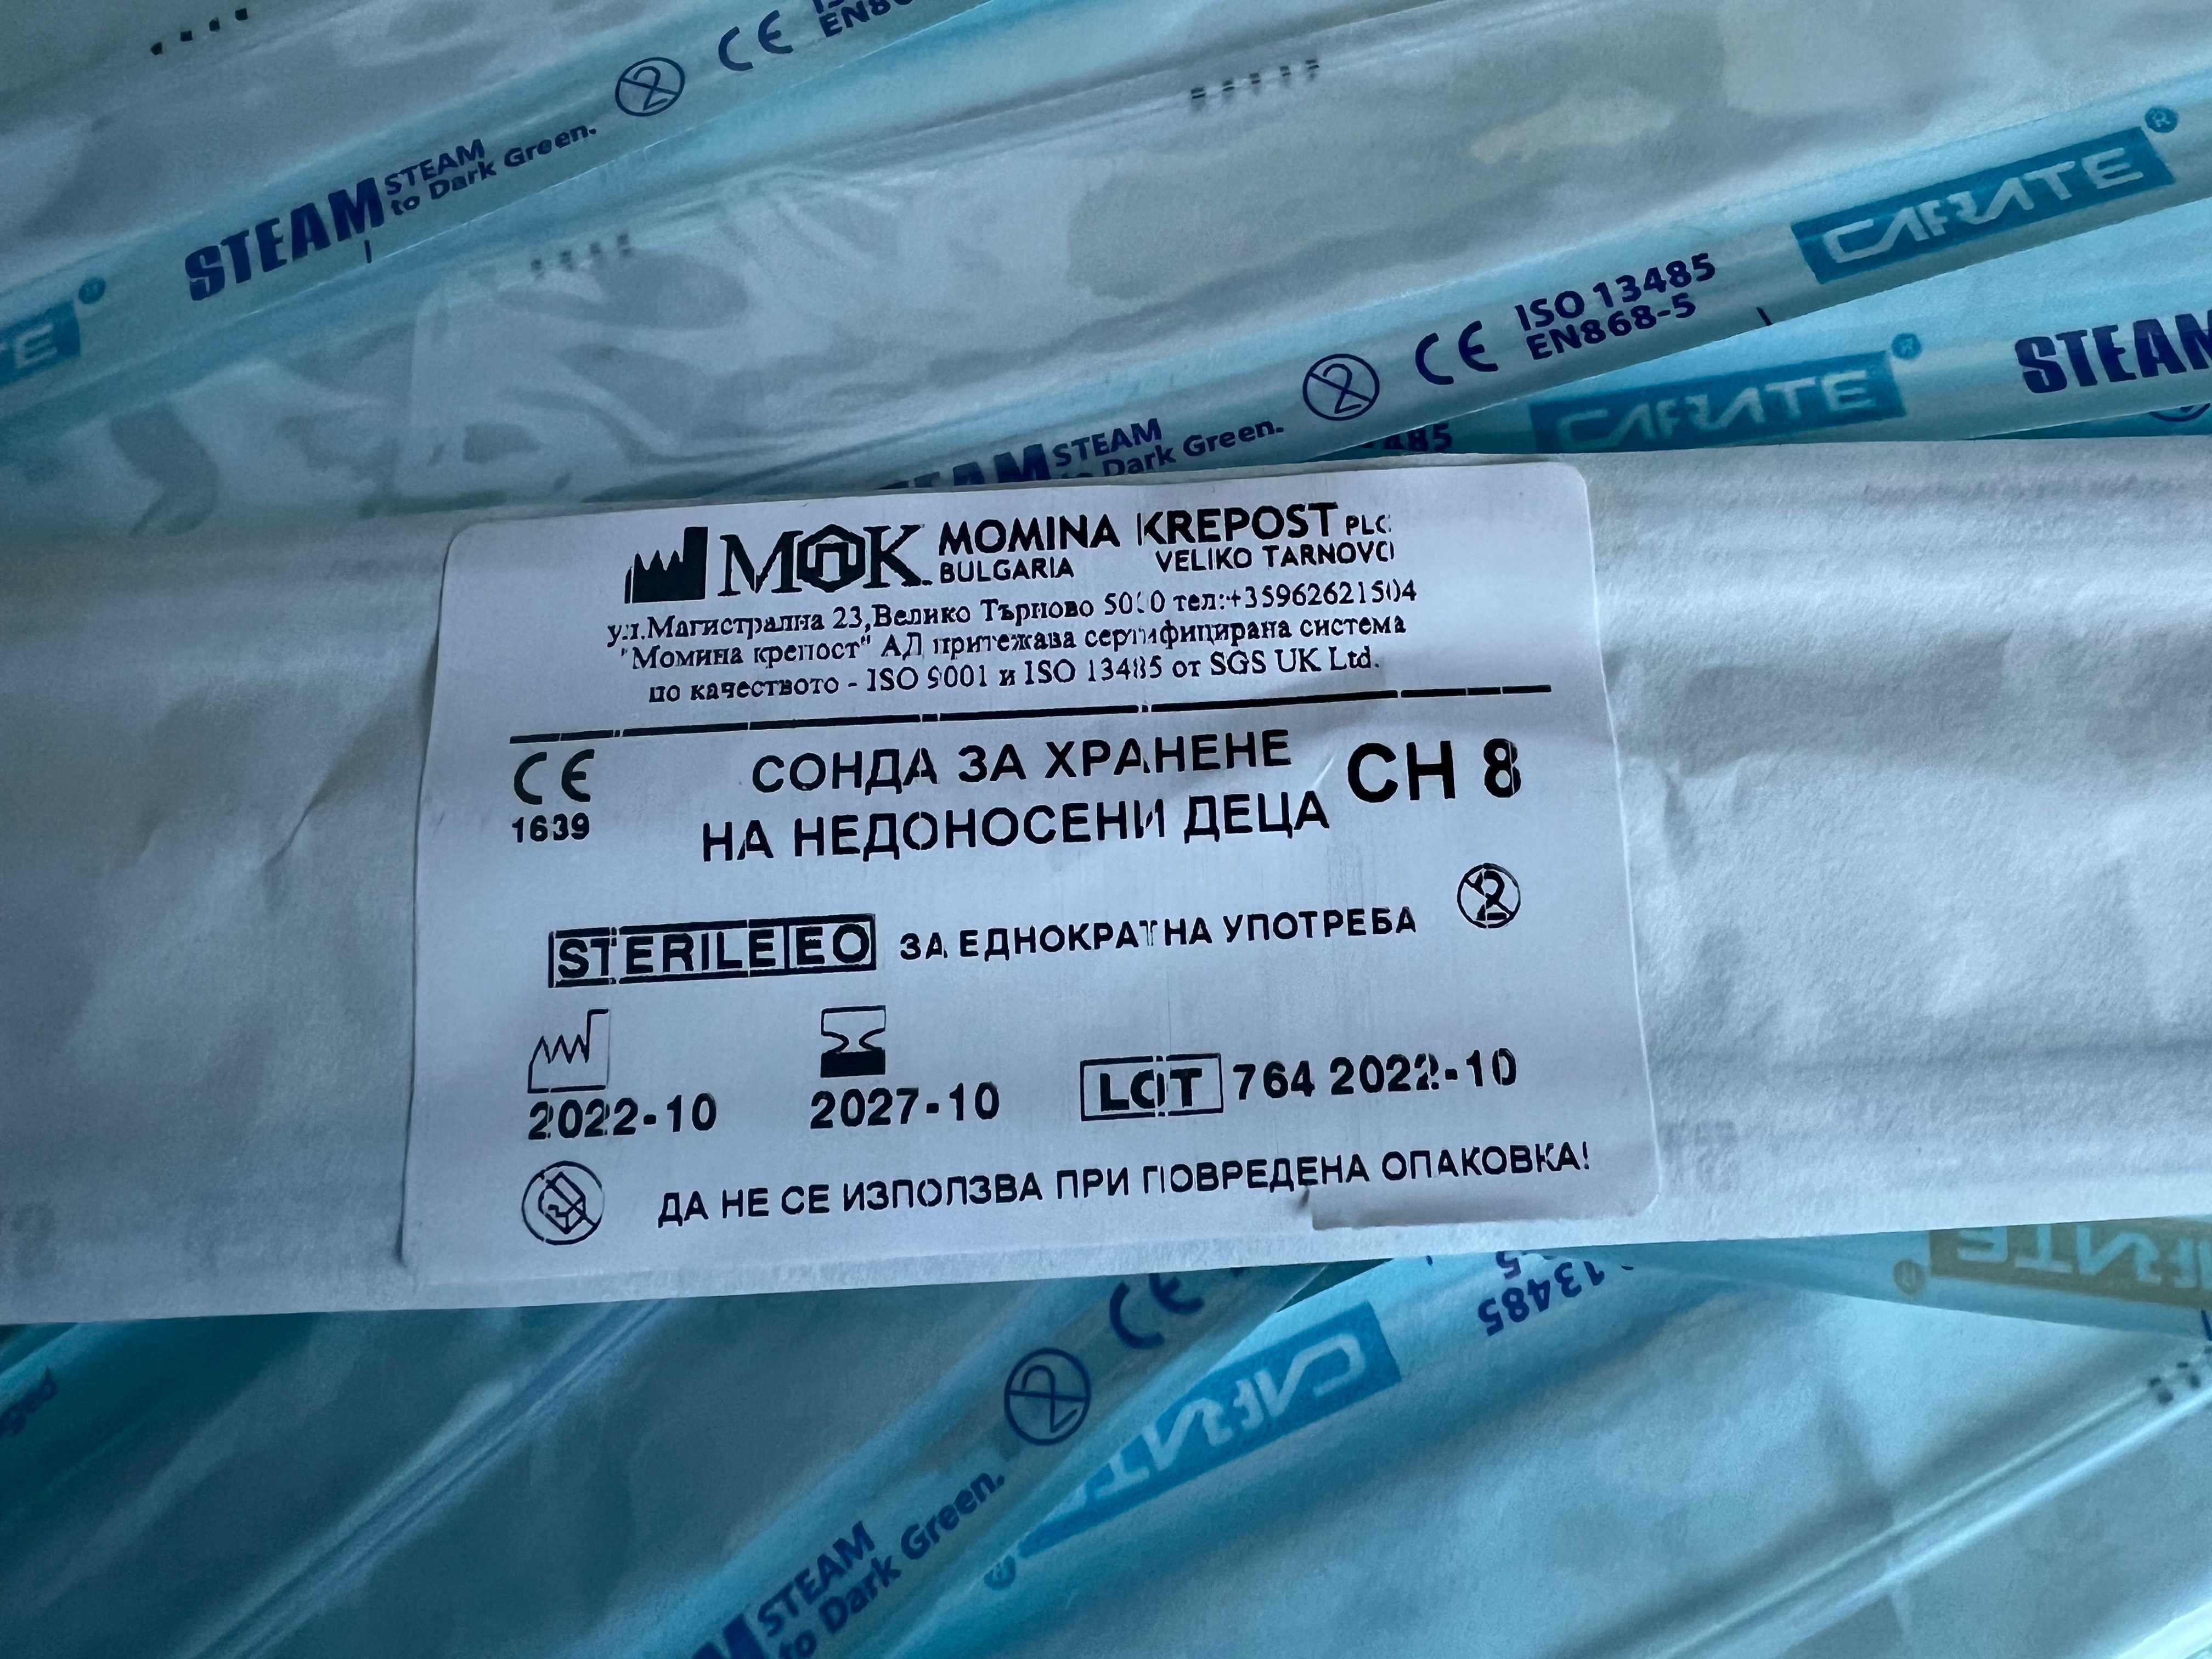 CE EN8
STEAM STEAM to Dark Green.
CARATE®
ISO 13485
CE EN868-5
STEAM
to Dark Green.
CARATE®
STEAM
MOK MOMINA KREPOST PLC
BULGARIA VELIKO TARNOVO
ул.Магистрална 23,Велико Търново 5000 тел:+35962621504
"Момина крепост" АД притежава сертифицирана система
по качеството - ISO 9001 и ISO 13485 от SGS UK Ltd.
CE
1639
СОНДА ЗА ХРАНЕНЕ
НА НЕДОНОСЕНИ ДЕЦА
CH 8
STERILE EO ЗА ЕДНОКРАТНА УПОТРЕБА
2
2022-10
2027-10
LOT 764 2022-10
ДА НЕ СЕ ИЗПОЛЗВА ПРИ ПОВРЕДЕНА ОПАКОВКА!
CE
13485
2
STEAM
to Dark Green.